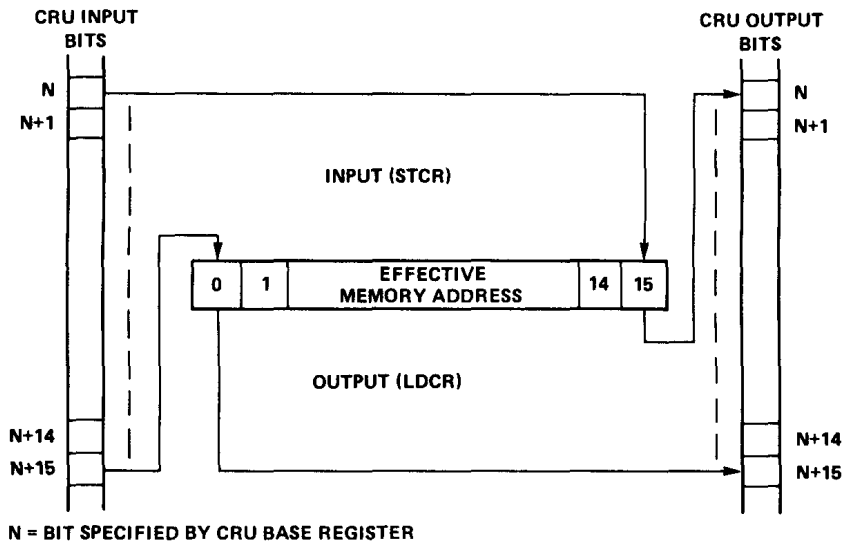 CRU INPUT
BITS
CRU OUTPUT
BITS
N
N
N+1
N+1
INPUT (STCR)
0 1 EFFECTIVE MEMORY ADDRESS 14 15
OUTPUT (LDCR)
N+14
N+14
N+15
N+15
N = BIT SPECIFIED BY CRU BASE REGISTER